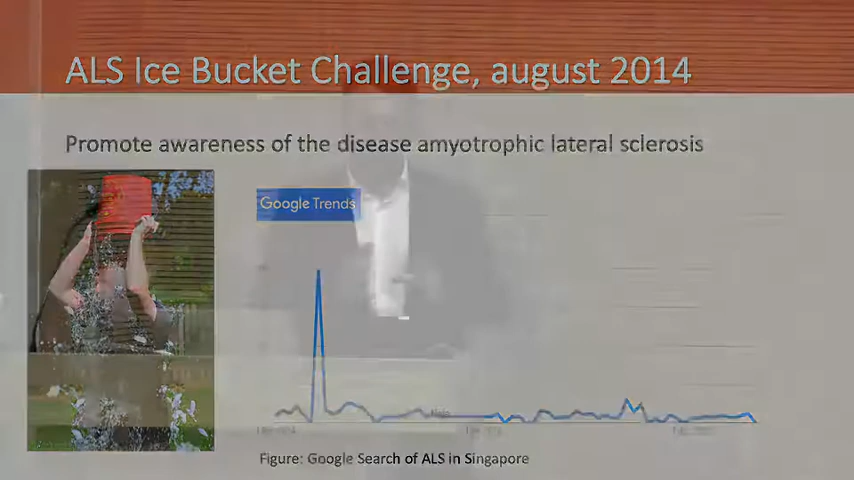 ALS Ice Bucket Challenge, august 2014
Promote awareness of the disease amyotrophic lateral sclerosis
Google Trends
Figure: Google Search of ALS in Singapore